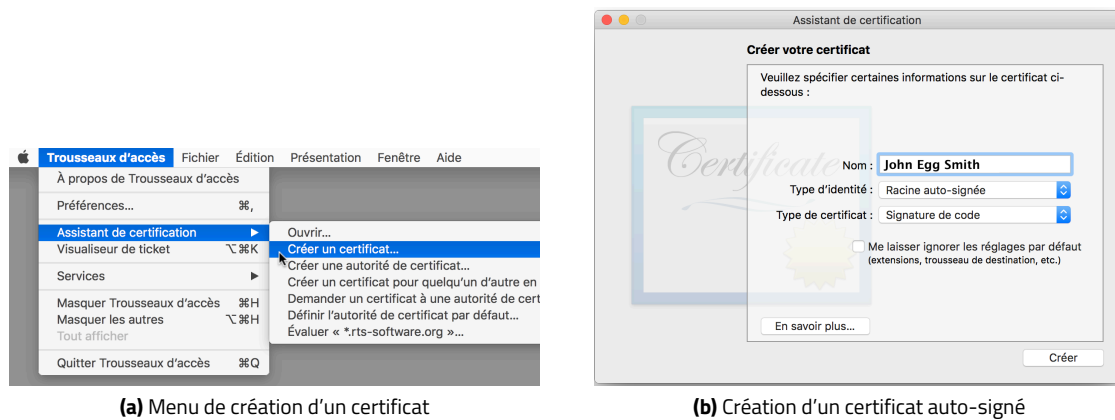 Trousseaux d'accès Fichier Édition Présentation Fenêtre Aide
À propos de Trousseaux d'accès
Préférences... ⌘,
Assistant de certification
Visualiseur de ticket ⌥⌘K
Services
Masquer Trousseaux d'accès ⌘H
Masquer les autres ⌥⌘H
Tout afficher
Quitter Trousseaux d'accès ⌘Q
Ouvrir...
Créer un certificat...
Créer une autorité de certificat...
Créer un certificat pour quelqu'un d'autre en
Demander un certificat à une autorité de cert
Définir l'autorité de certificat par défaut...
Évaluer « *.rts-software.org »...
(a) Menu de création d'un certificat
Assistant de certification
Créer votre certificat
Veuillez spécifier certaines informations sur le certificat ci-
dessous :
Certificate
Nom : John Egg Smith
Type d'identité : Racine auto-signée
Type de certificat : Signature de code
Me laisser ignorer les réglages par défaut
(extensions, trousseau de destination, etc.)
En savoir plus...
Créer
(b) Création d'un certificat auto-signé